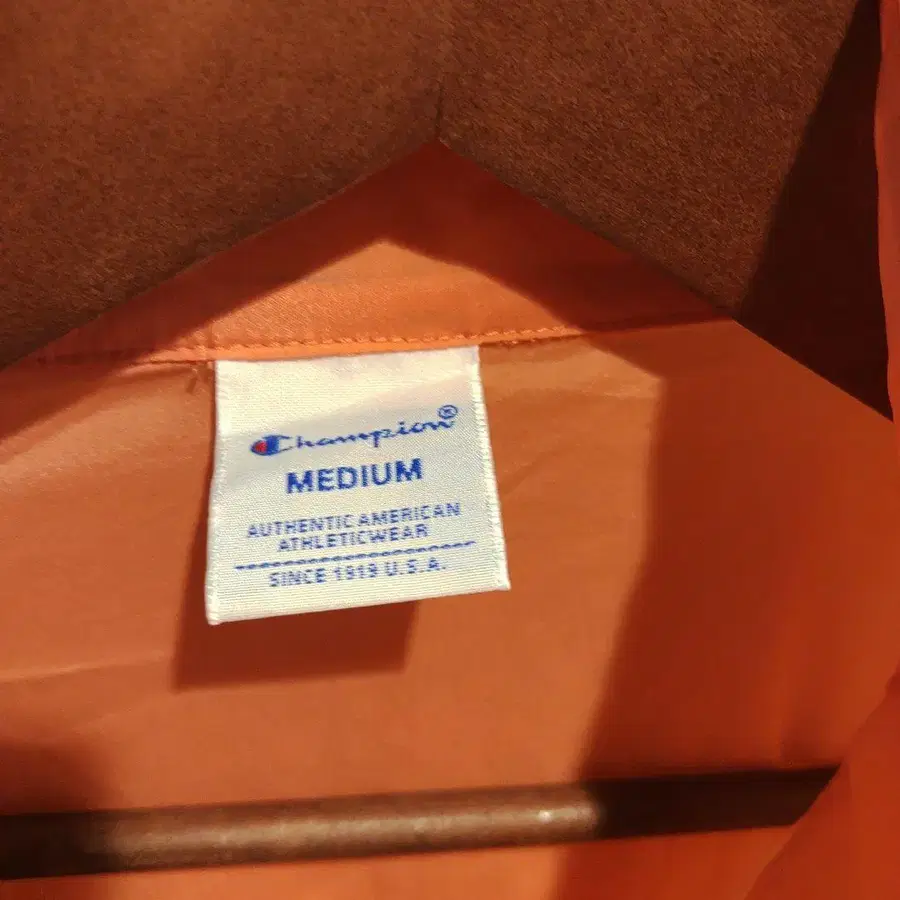 Champion®
MEDIUM
AUTHENTIC AMERICAN
ATHLETICWEAR
SINCE 1919 U.S.A.